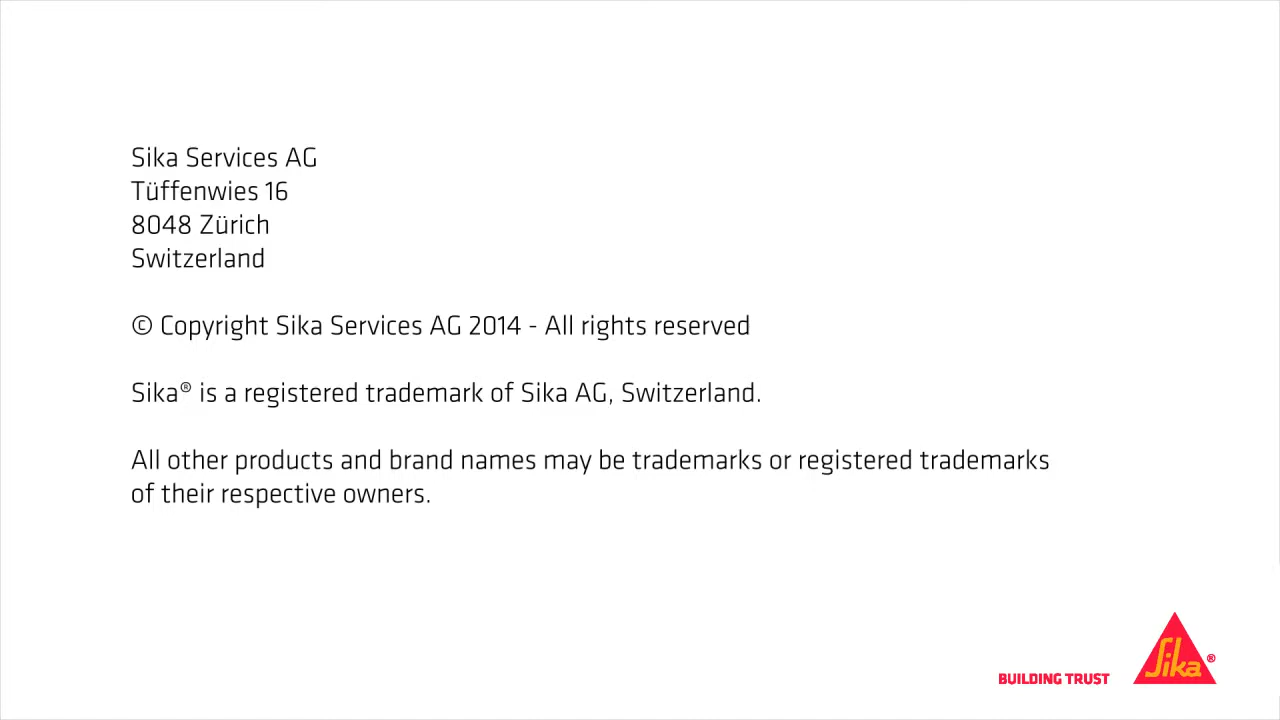 Sika Services AG
Tüffenwies 16
8048 Zürich
Switzerland
© Copyright Sika Services AG 2014 - All rights reserved
Sika® is a registered trademark of Sika AG, Switzerland.
All other products and brand names may be trademarks or registered trademarks
of their respective owners.
BUILDING TRUST
Sika®